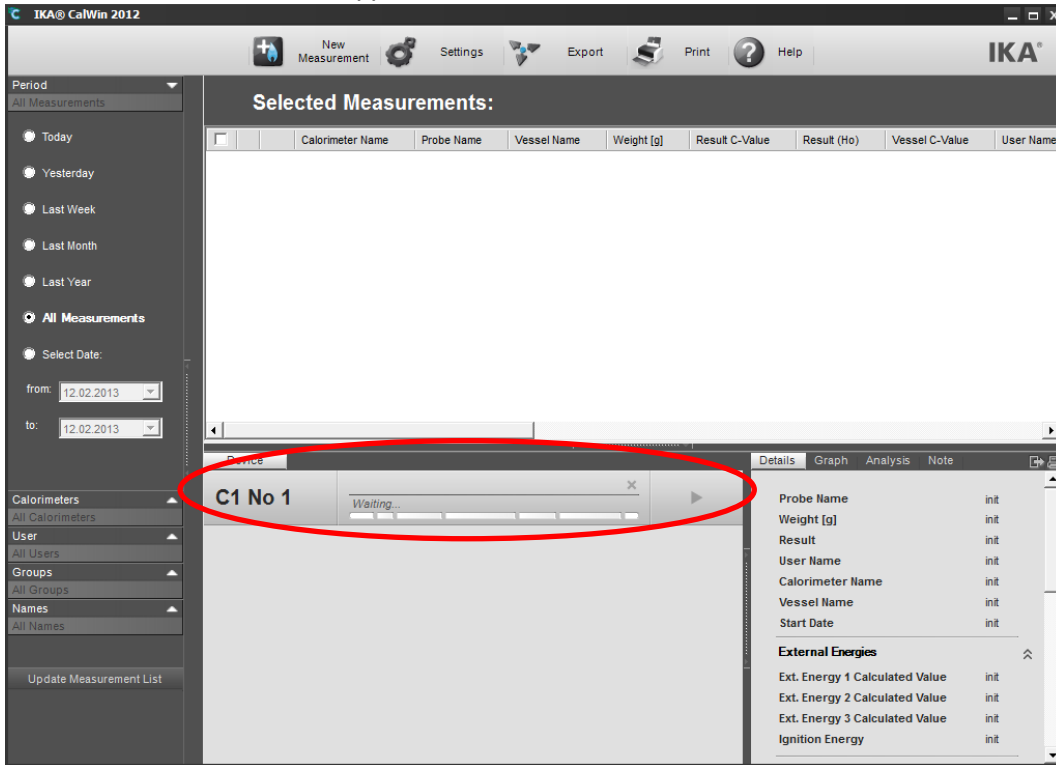 IKA® CalWin 2012
New Measurement
Settings
Export
Print
Help
IKA®
Period
All Measurements
Today
Yesterday
Last Week
Last Month
Last Year
All Measurements
Select Date:
from: 12.02.2013
to: 12.02.2013
Calorimeters
All Calorimeters
User
All Users
Groups
All Groups
Names
All Names
Update Measurement List
Selected Measurements:
Calorimeter Name Probe Name Vessel Name Weight [g] Result C-Value Result (Ho) Vessel C-Value User Name
Device
C1 No 1
Waiting...
Details Graph Analysis Note
Probe Name init
Weight [g] init
Result init
User Name init
Calorimeter Name init
Vessel Name init
Start Date init
External Energies
Ext. Energy 1 Calculated Value init
Ext. Energy 2 Calculated Value init
Ext. Energy 3 Calculated Value init
Ignition Energy init